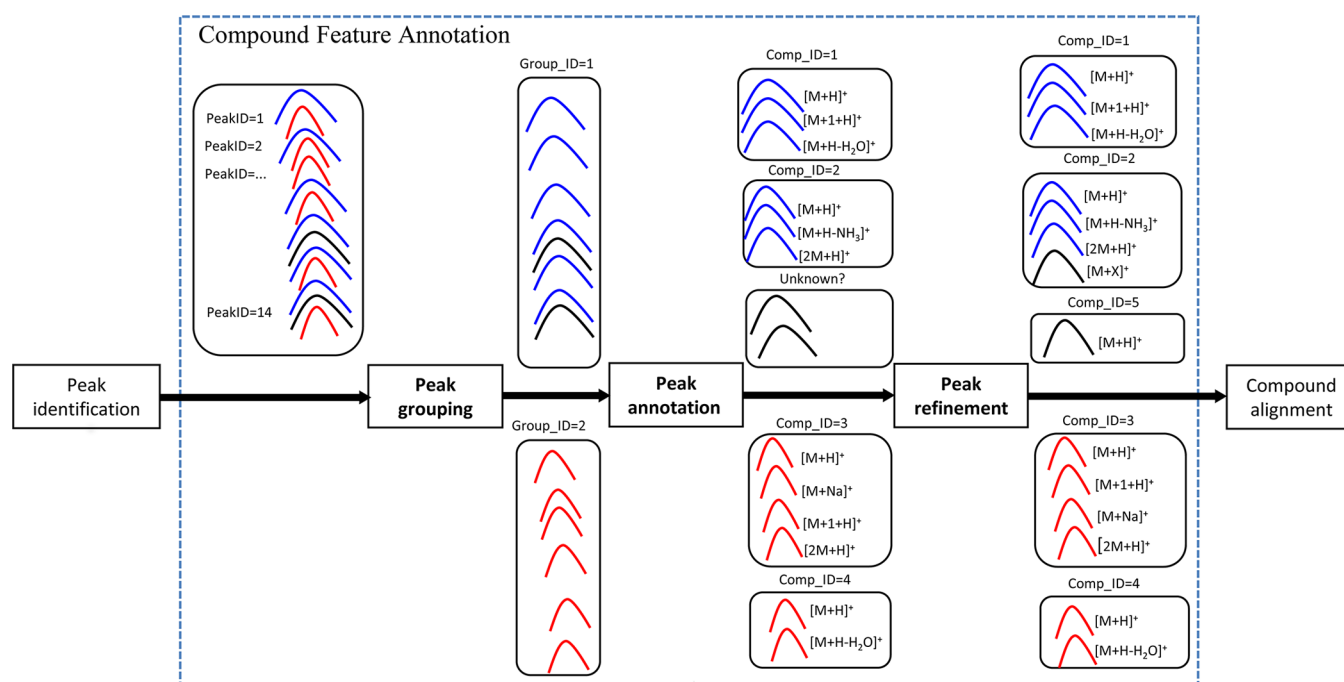 Compound Feature Annotation
PeakID=1
PeakID=2
PeakID=...
PeakID=14
Group_ID=1
Comp_ID=1
[M+H]⁺
[M+1+H]⁺
[M+H-H₂O]⁺
Comp_ID=2
[M+H]⁺
[M+H-NH₃]⁺
[2M+H]⁺
Unknown?
Comp_ID=1
[M+H]⁺
[M+1+H]⁺
[M+H-H₂O]⁺
Comp_ID=2
[M+H]⁺
[M+H-NH₃]⁺
[2M+H]⁺
[M+X]⁺
Comp_ID=5
[M+H]⁺
Peak
identification
Peak
grouping
Peak
annotation
Peak
refinement
Compound
alignment
Group_ID=2
Comp_ID=3
[M+H]⁺
[M+Na]⁺
[M+1+H]⁺
[2M+H]⁺
Comp_ID=4
[M+H]⁺
[M+H-H₂O]⁺
Comp_ID=3
[M+H]⁺
[M+1+H]⁺
[M+Na]⁺
[2M+H]⁺
Comp_ID=4
[M+H]⁺
[M+H-H₂O]⁺